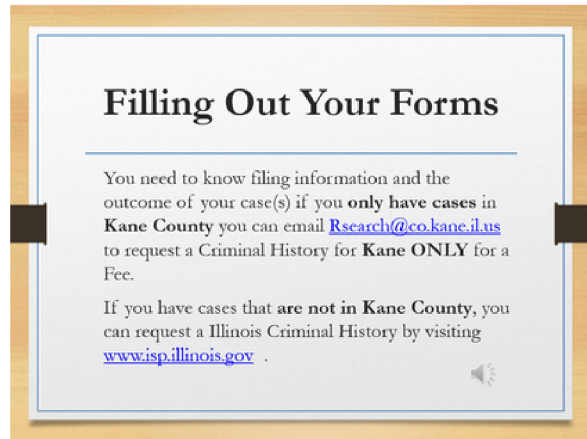 Filling Out Your Forms
You need to know filing information and the
outcome of your case(s) if you only have cases in
Kane County you can email Rsearch@co.kane.il.us
to request a Criminal History for Kane ONLY for a
Fee.
If you have cases that are not in Kane County, you
can request a Illinois Criminal History by visiting
www.isp.illinois.gov .